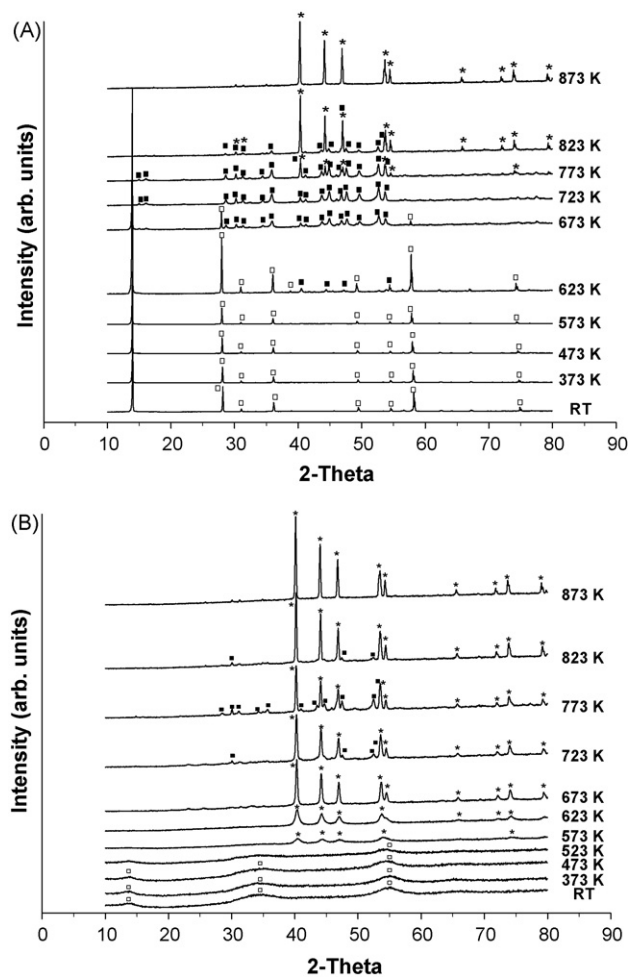 (A)
873 K
823 K
773 K
723 K
673 K
623 K
573 K
473 K
373 K
RT
Intensity (arb. units)
0 10 20 30 40 50 60 70 80 90
2-Theta
(B)
873 K
823 K
773 K
723 K
673 K
623 K
573 K
523 K
473 K
373 K
RT
Intensity (arb. units)
0 10 20 30 40 50 60 70 80 90
2-Theta